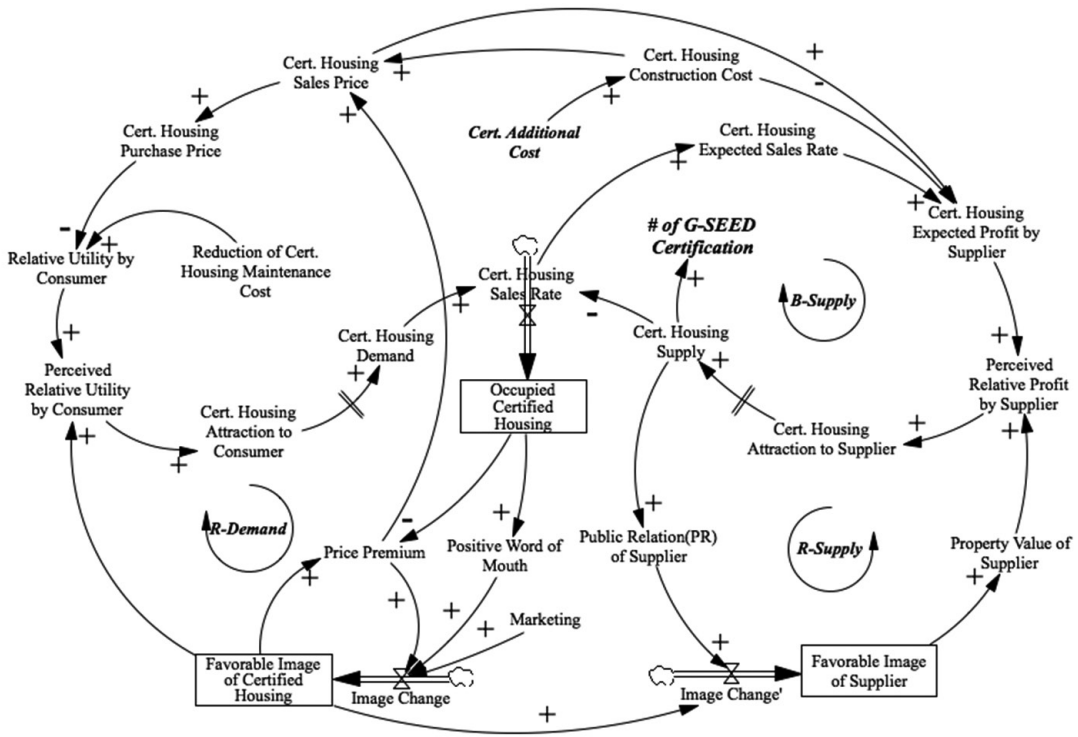 Cert. Housing
Sales Price
+
+
+
-
Cert. Housing
Construction Cost
+
+
Cert. Additional
Cost
Cert. Housing
Purchase Price
Cert. Housing
Expected Sales Rate
+
+
Cert. Housing
Expected Profit by
Supplier
-
+
Relative Utility by
Consumer
Reduction of Cert.
Housing Maintenance
Cost
# of G-SEED
Certification
+
Cert. Housing
Sales Rate
B-Supply
+
-
Cert. Housing
Demand
Cert. Housing
Supply
+
+
+
+
Perceived
Relative Utility
by Consumer
Perceived
Relative Profit
by Supplier
Occupied
Certified
Housing
Cert. Housing
Attraction to
Consumer
Cert. Housing
Attraction to Supplier
+
+
+
+
R-Demand
R-Supply
-
+
+
Price Premium
Positive Word of
Mouth
Public Relation(PR)
of Supplier
Property Value of
Supplier
+
+
+
+
+
Marketing
+
Favorable Image
of Certified
Housing
Image Change
Image Change'
Favorable Image
of Supplier
+